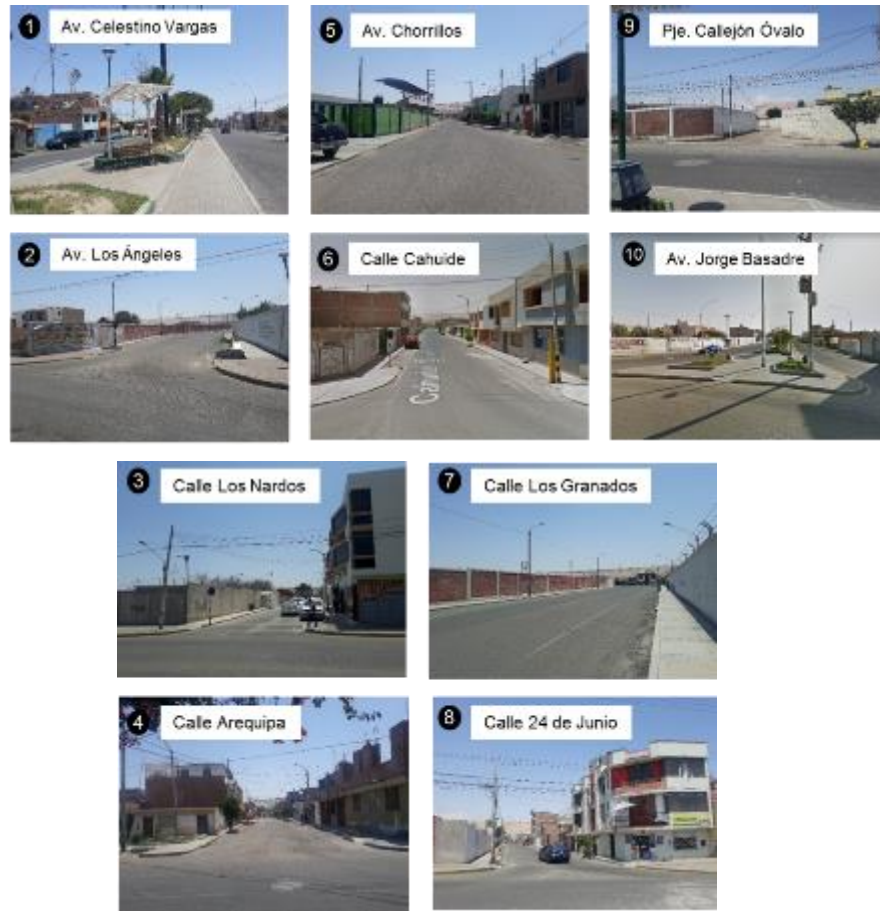 1 Av. Celestino Vargas
5 Av. Chorrillos
9 Pje. Callejón Óvalo
2 Av. Los Ángeles
6 Calle Cahuide
10 Av. Jorge Basadre
3 Calle Los Nardos
7 Calle Los Granados
4 Calle Arequipa
8 Calle 24 de Junio